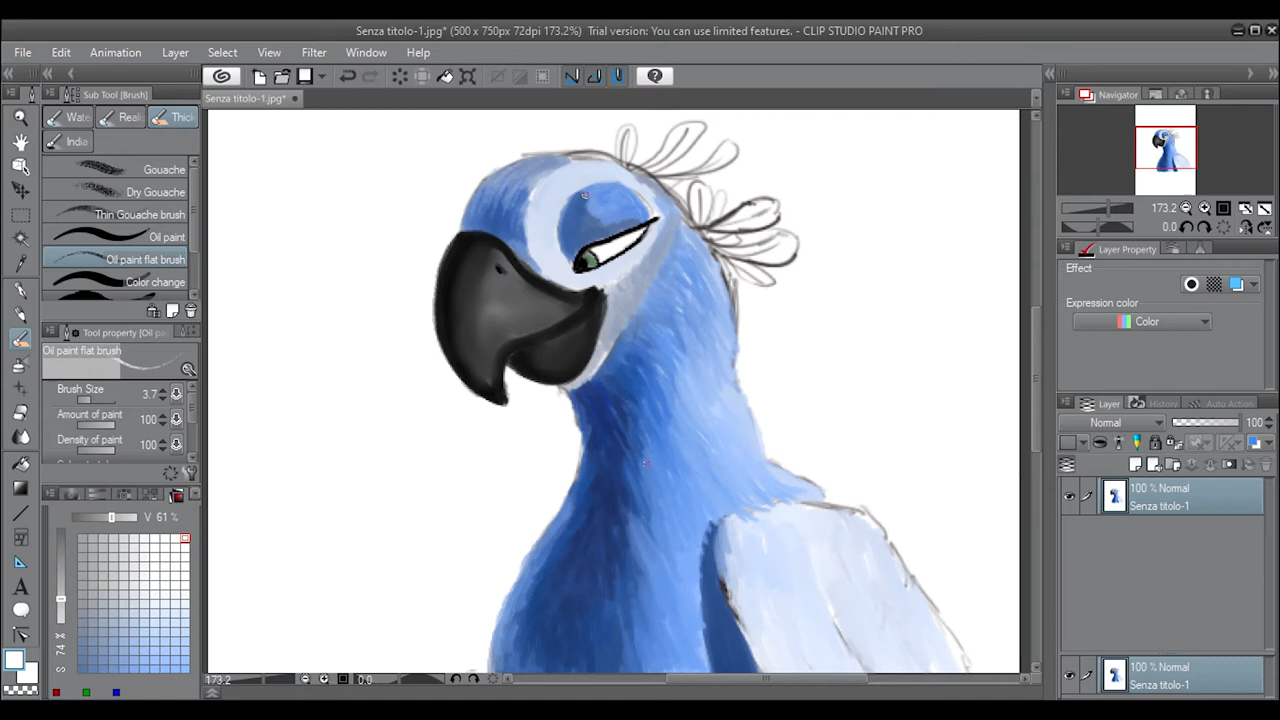 Senza titolo-1.jpg* (500 x 750px 72dpi 173.2%) Trial version: You can use limited features. - CLIP STUDIO PAINT PRO
File Edit Animation Layer Select View Filter Window Help
Sub Tool [Brush]
Senza titolo-1.jpg*
Navigator
Wate Reali Thick
India
Gouache
Dry Gouache
Thin Gouache brush
Oil paint
Oil paint flat brush
Color change
Tool property [Oil pa
Oil paint flat brush
Brush Size 3.7
Amount of paint 100
Density of paint 100
V 61 %
S 74 %
173.2
0.0
Layer Property
Effect
Expression color
Color
Layer History Auto Action
Normal 100
100 % Normal
Senza titolo-1
100 % Normal
Senza titolo-1
173.2 0.0